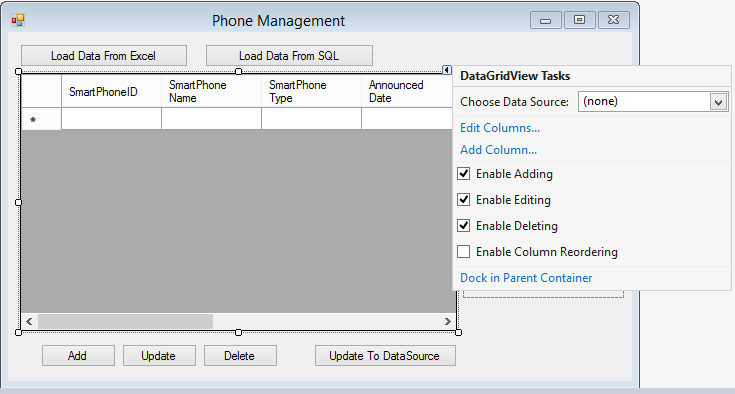 Phone Management
Load Data From Excel
Load Data From SQL
SmartPhoneID
SmartPhone
Name
SmartPhone
Type
Announced
Date
*
DataGridView Tasks
Choose Data Source: (none)
Edit Columns...
Add Column...
Enable Adding
Enable Editing
Enable Deleting
Enable Column Reordering
Dock in Parent Container
Add
Update
Delete
Update To DataSource